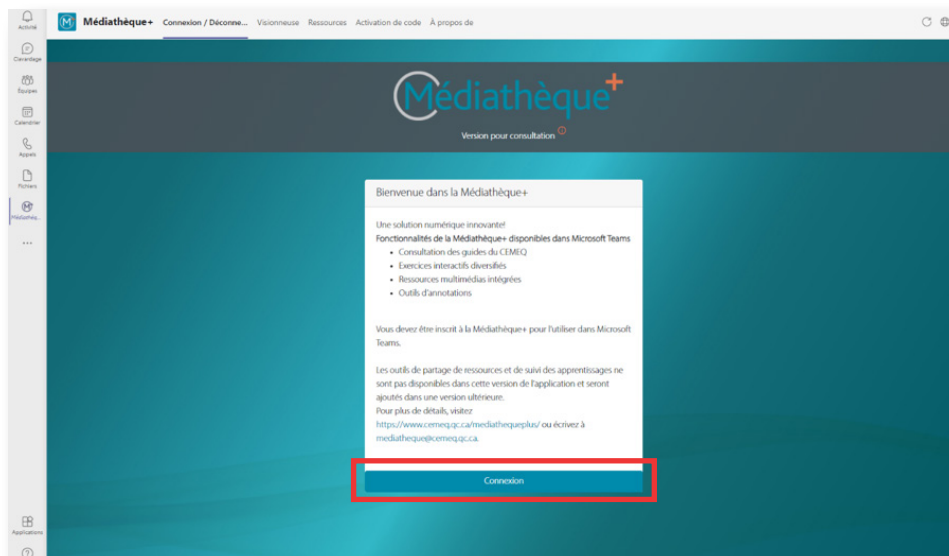 Médiathèque+ Connexion / Déconne... Visionneuse Ressources Activation de code À propos de
Activité
Clavardage
Équipes
Calendrier
Appels
Fichiers
Médiathèq...
Applications
Médiathèque+
Version pour consultation
Bienvenue dans la Médiathèque+
Une solution numérique innovante!
Fonctionnalités de la Médiathèque+ disponibles dans Microsoft Teams
• Consultation des guides du CEMEQ
• Exercices interactifs diversifiés
• Ressources multimédias intégrées
• Outils d'annotations
Vous devez être inscrit à la Médiathèque+ pour l'utiliser dans Microsoft
Teams.
Les outils de partage de ressources et de suivi des apprentissages ne
sont pas disponibles dans cette version de l'application et seront
ajoutés dans une version ultérieure.
Pour plus de détails, visitez
https://www.cemeq.qc.ca/mediathequeplus/ ou écrivez à
mediatheque@cemeq.qc.ca.
Connexion